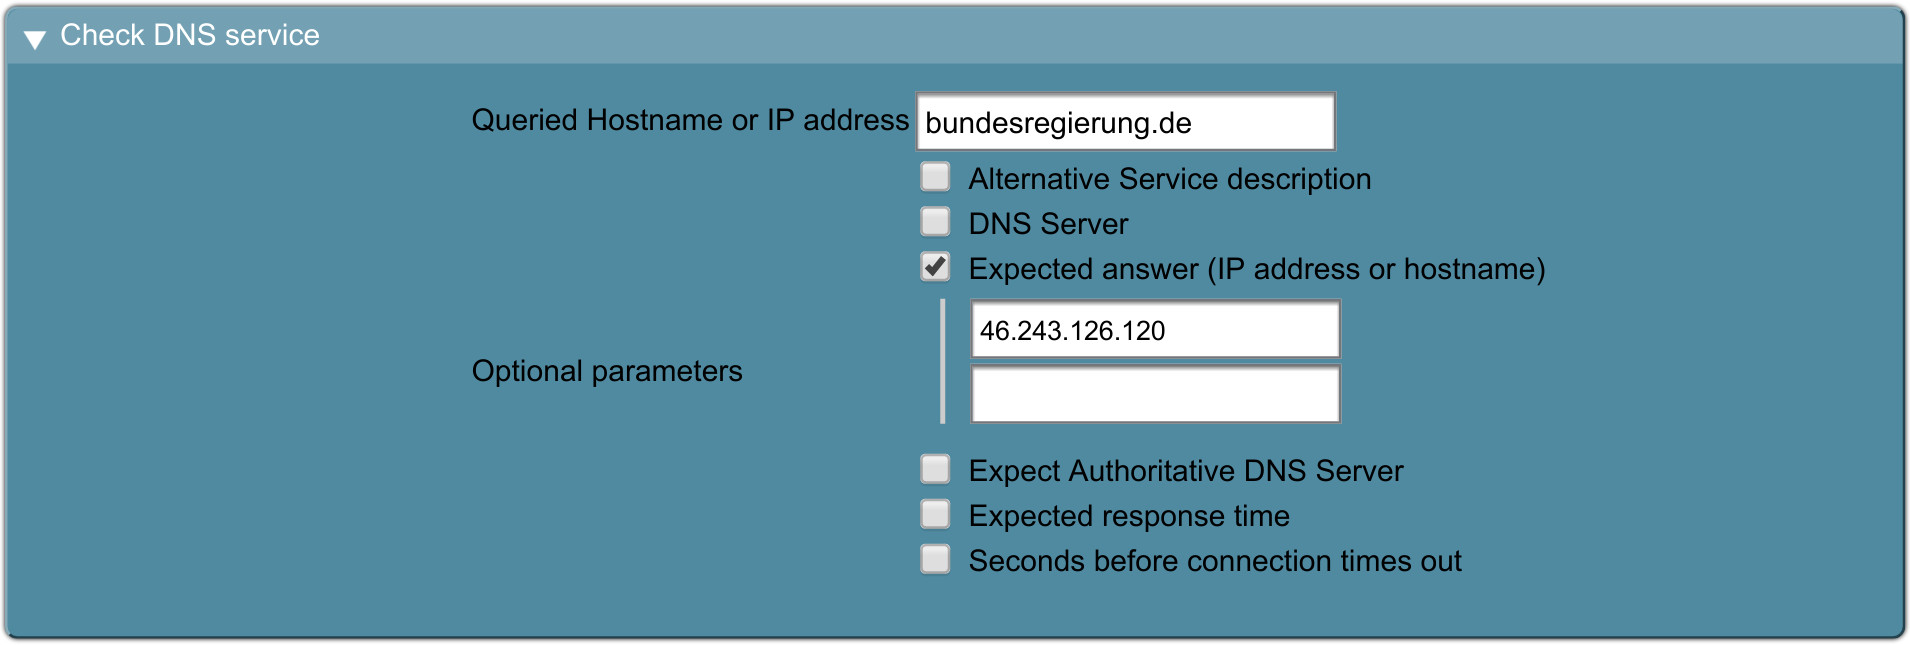 Check DNS service
Queried Hostname or IP address bundesregierung.de
Alternative Service description
DNS Server
Expected answer (IP address or hostname)
46.243.126.120
Optional parameters
Expect Authoritative DNS Server
Expected response time
Seconds before connection times out